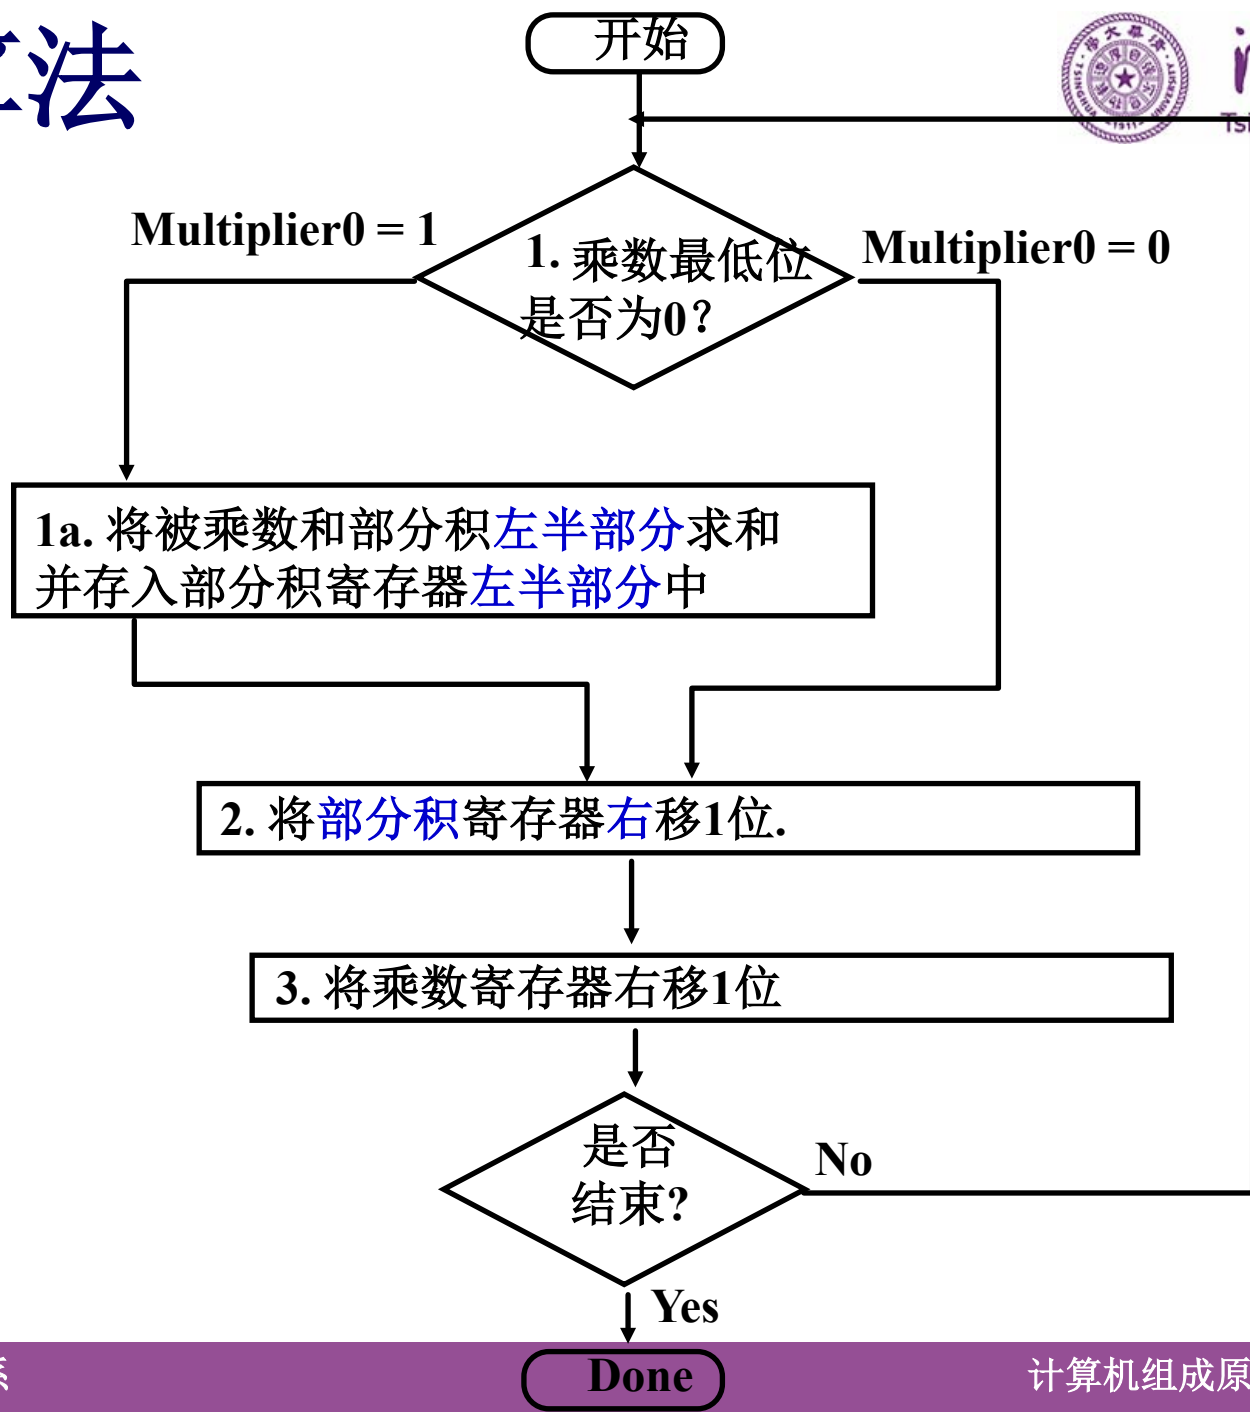 法
开始
Multiplier0 = 1
1. 乘数最低位
是否为0？
Multiplier0 = 0
1a. 将被乘数和部分积左半部分求和
并存入部分积寄存器左半部分中
2. 将部分积寄存器右移1位.
3. 将乘数寄存器右移1位
是否
结束?
No
Yes
Done
计算机组成原